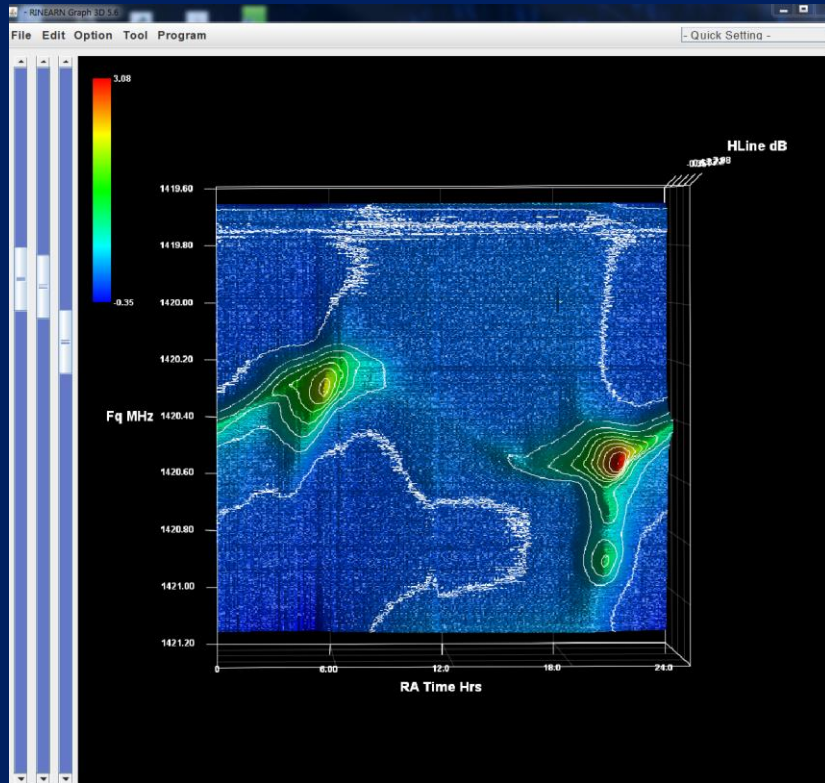 - RINEARN Graph 3D 5.6
File Edit Option Tool Program
- Quick Setting -
3.08
-0.35
HLine dB
1419.60
1419.80
1420.00
1420.20
1420.40
Fq MHz
1420.60
1420.80
1421.00
1421.20
0 6.00 12.0 18.0 24.0
RA Time Hrs